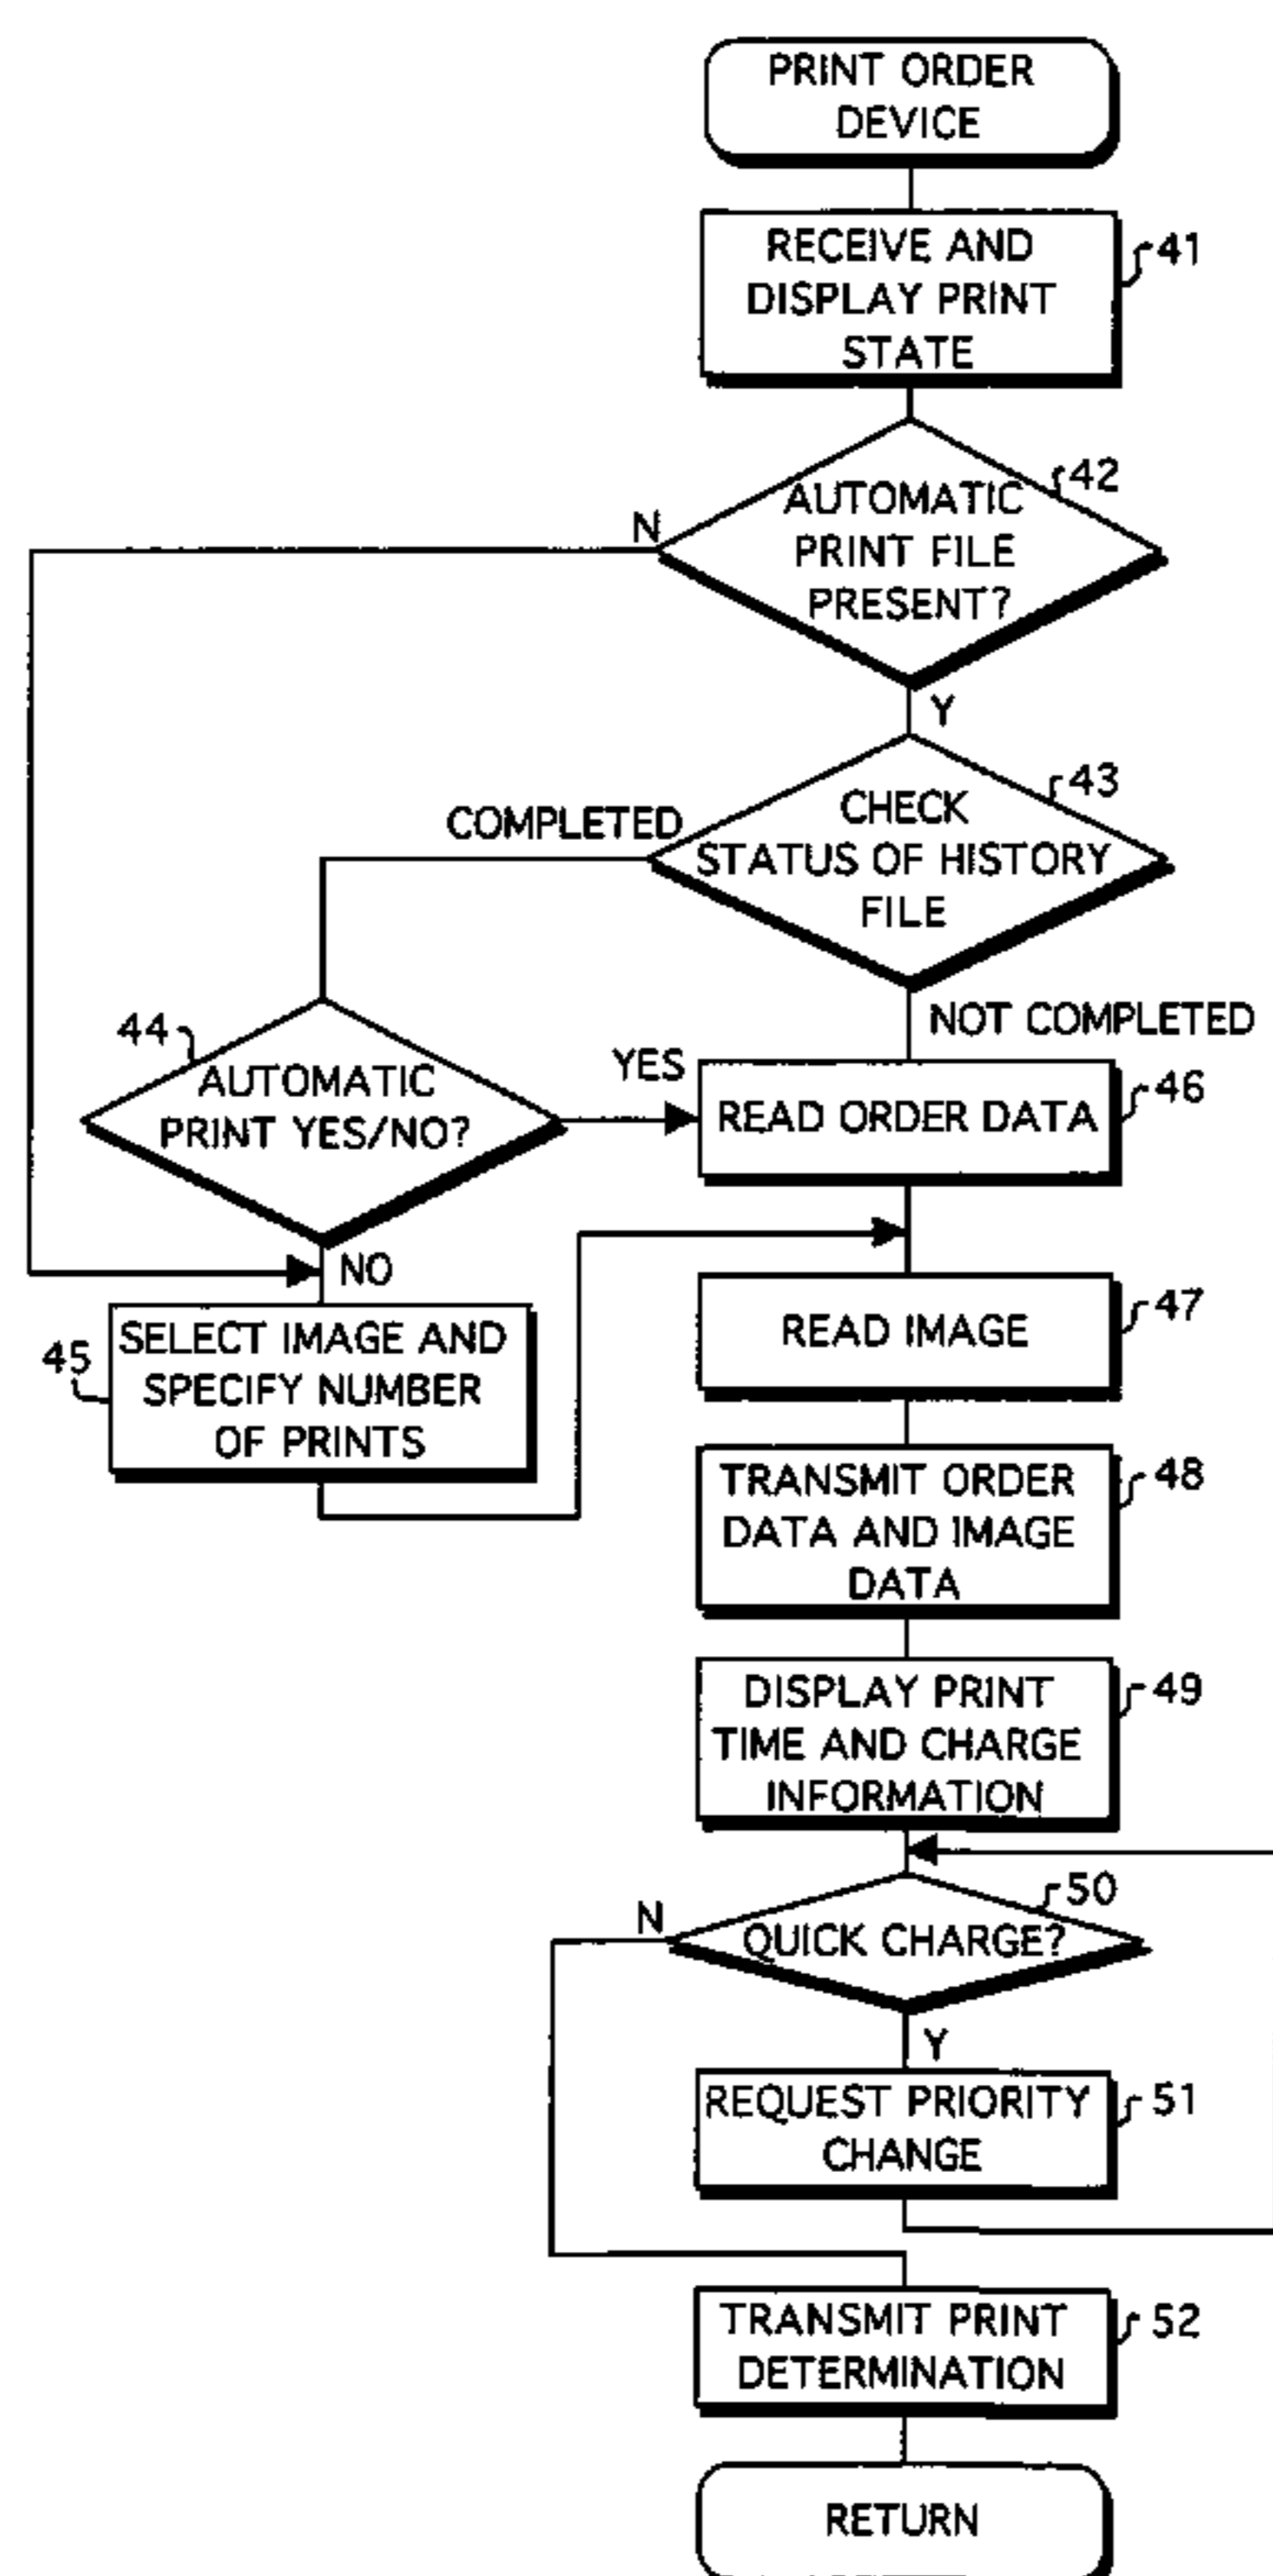 PRINT ORDER
DEVICE
RECEIVE AND
DISPLAY PRINT
STATE
41
AUTOMATIC
PRINT FILE
PRESENT?
42
N
Y
CHECK
STATUS OF HISTORY
FILE
43
COMPLETED
NOT COMPLETED
44
AUTOMATIC
PRINT YES/NO?
YES
READ ORDER DATA
46
NO
45
SELECT IMAGE AND
SPECIFY NUMBER
OF PRINTS
READ IMAGE
47
TRANSMIT ORDER
DATA AND IMAGE
DATA
48
DISPLAY PRINT
TIME AND CHARGE
INFORMATION
49
N
QUICK CHARGE?
50
Y
REQUEST PRIORITY
CHANGE
51
TRANSMIT PRINT
DETERMINATION
52
RETURN